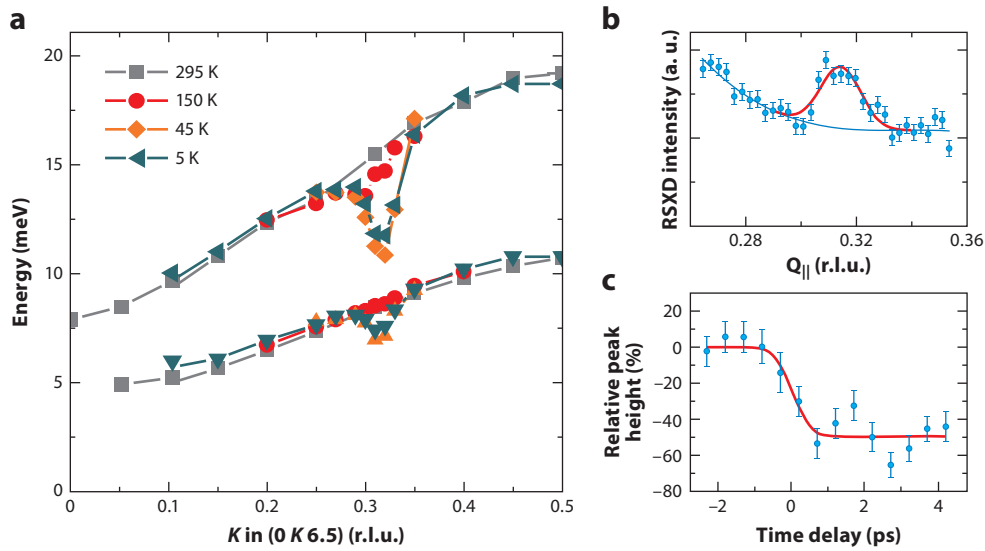 a
20
15
10
5
0
Energy (meV)
295 K
150 K
45 K
5 K
0 0.1 0.2 0.3 0.4 0.5
K in (0 K 6.5) (r.l.u.)
b
RSXD intensity (a. u.)
0.28 0.32 0.36
Q|| (r.l.u.)
c
20
0
−20
−40
−60
−80
Relative peak
height (%)
−2 0 2 4
Time delay (ps)